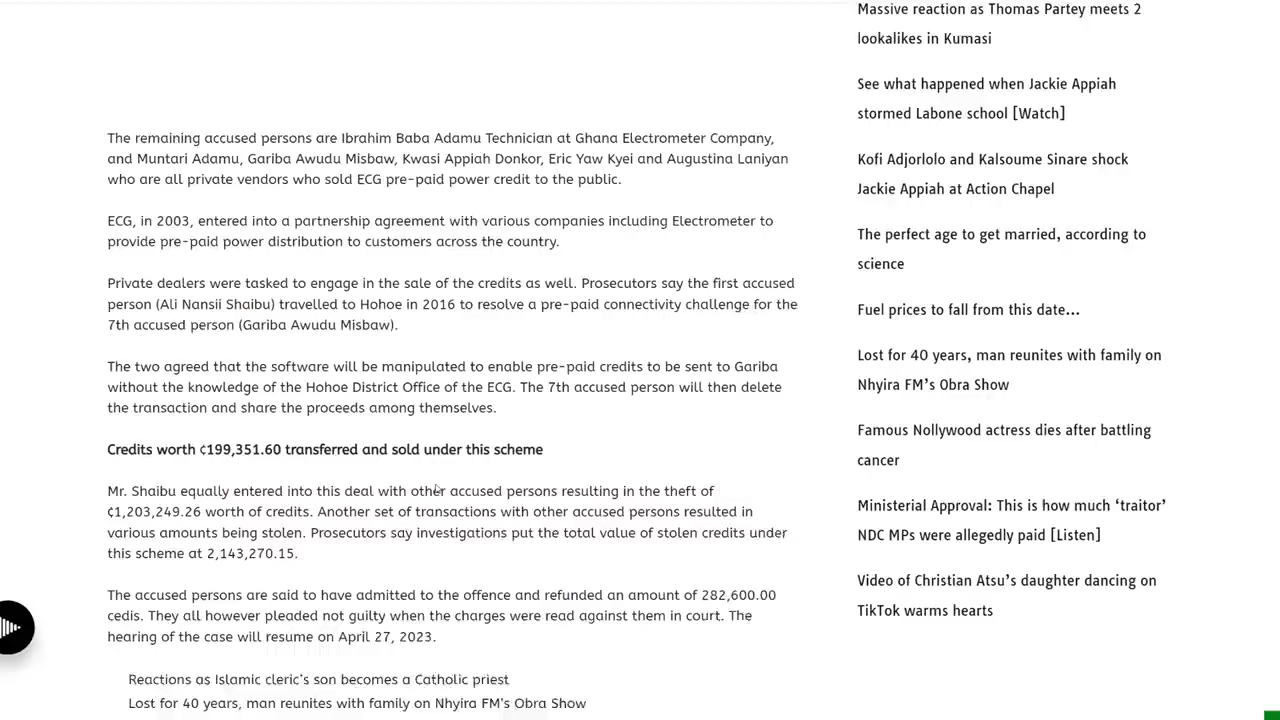 The remaining accused persons are Ibrahim Baba Adamu Technician at Ghana Electrometer Company,
and Muntari Adamu, Gariba Awudu Misbaw, Kwasi Appiah Donkor, Eric Yaw Kyei and Augustina Laniyan
who are all private vendors who sold ECG pre-paid power credit to the public.
ECG, in 2003, entered into a partnership agreement with various companies including Electrometer to
provide pre-paid power distribution to customers across the country.
Private dealers were tasked to engage in the sale of the credits as well. Prosecutors say the first accused
person (Ali Nansii Shaibu) travelled to Hohoe in 2016 to resolve a pre-paid connectivity challenge for the
7th accused person (Gariba Awudu Misbaw).
The two agreed that the software will be manipulated to enable pre-paid credits to be sent to Gariba
without the knowledge of the Hohoe District Office of the ECG. The 7th accused person will then delete
the transaction and share the proceeds among themselves.
Credits worth ¢199,351.60 transferred and sold under this scheme
Mr. Shaibu equally entered into this deal with other accused persons resulting in the theft of
¢1,203,249.26 worth of credits. Another set of transactions with other accused persons resulted in
various amounts being stolen. Prosecutors say investigations put the total value of stolen credits under
this scheme at 2,143,270.15.
The accused persons are said to have admitted to the offence and refunded an amount of 282,600.00
cedis. They all however pleaded not guilty when the charges were read against them in court. The
hearing of the case will resume on April 27, 2023.
Reactions as Islamic cleric's son becomes a Catholic priest
Lost for 40 years, man reunites with family on Nhyira FM's Obra Show
Massive reaction as Thomas Partey meets 2
lookalikes in Kumasi
See what happened when Jackie Appiah
stormed Labone school [Watch]
Kofi Adjorlolo and Kalsoume Sinare shock
Jackie Appiah at Action Chapel
The perfect age to get married, according to
science
Fuel prices to fall from this date...
Lost for 40 years, man reunites with family on
Nhyira FM's Obra Show
Famous Nollywood actress dies after battling
cancer
Ministerial Approval: This is how much ‘traitor’
NDC MPs were allegedly paid [Listen]
Video of Christian Atsu's daughter dancing on
TikTok warms hearts